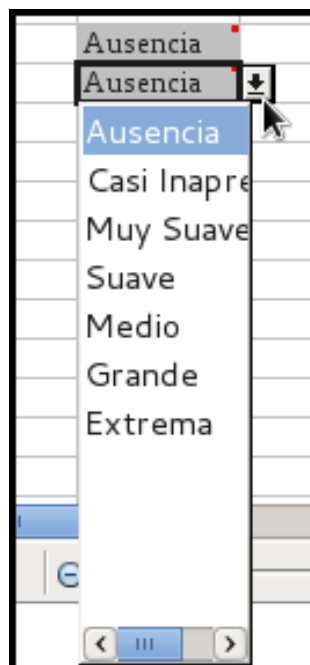 Ausencia
Ausencia
Ausencia
Casi Inapre
Muy Suave
Suave
Medio
Grande
Extrema